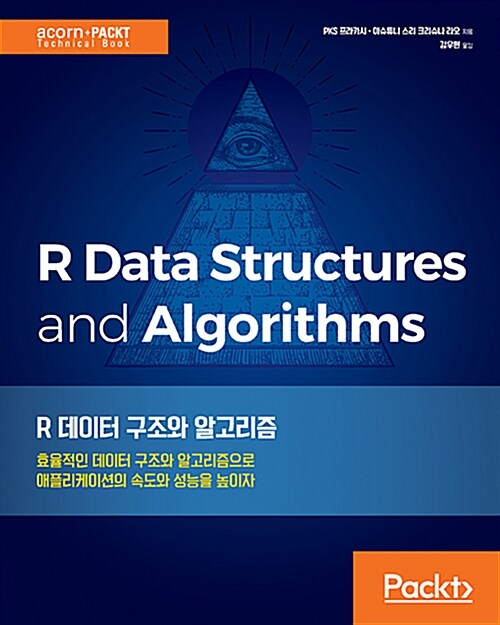 acorn+PACKT
Technical Book
PKS 프라카시 · 아슈튜니 스리 크리슈나 라오 지음
김우현 옮김
R Data Structures
and Algorithms
R 데이터 구조와 알고리즘
효율적인 데이터 구조와 알고리즘으로
애플리케이션의 속도와 성능을 높이자
Packt>